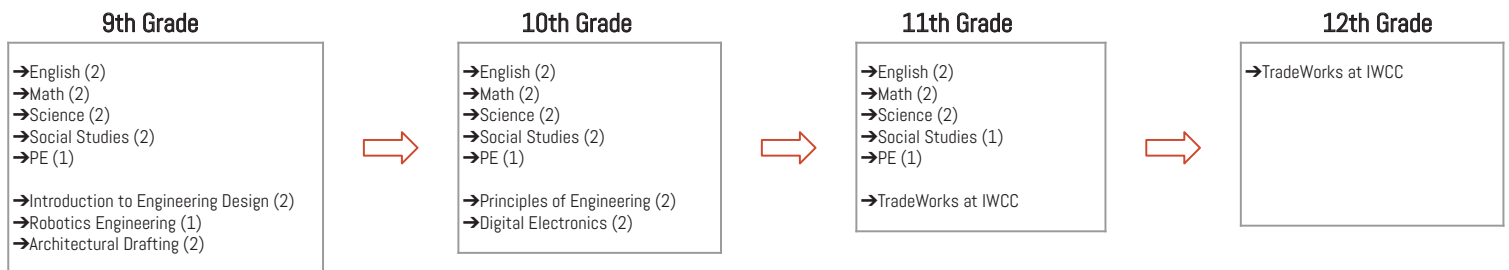 9th Grade
➔English (2)
➔Math (2)
➔Science (2)
➔Social Studies (2)
➔PE (1)
➔Introduction to Engineering Design (2)
➔Robotics Engineering (1)
➔Architectural Drafting (2)
10th Grade
➔English (2)
➔Math (2)
➔Science (2)
➔Social Studies (2)
➔PE (1)
➔Principles of Engineering (2)
➔Digital Electronics (2)
11th Grade
➔English (2)
➔Math (2)
➔Science (2)
➔Social Studies (1)
➔PE (1)
➔TradeWorks at IWCC
12th Grade
➔TradeWorks at IWCC